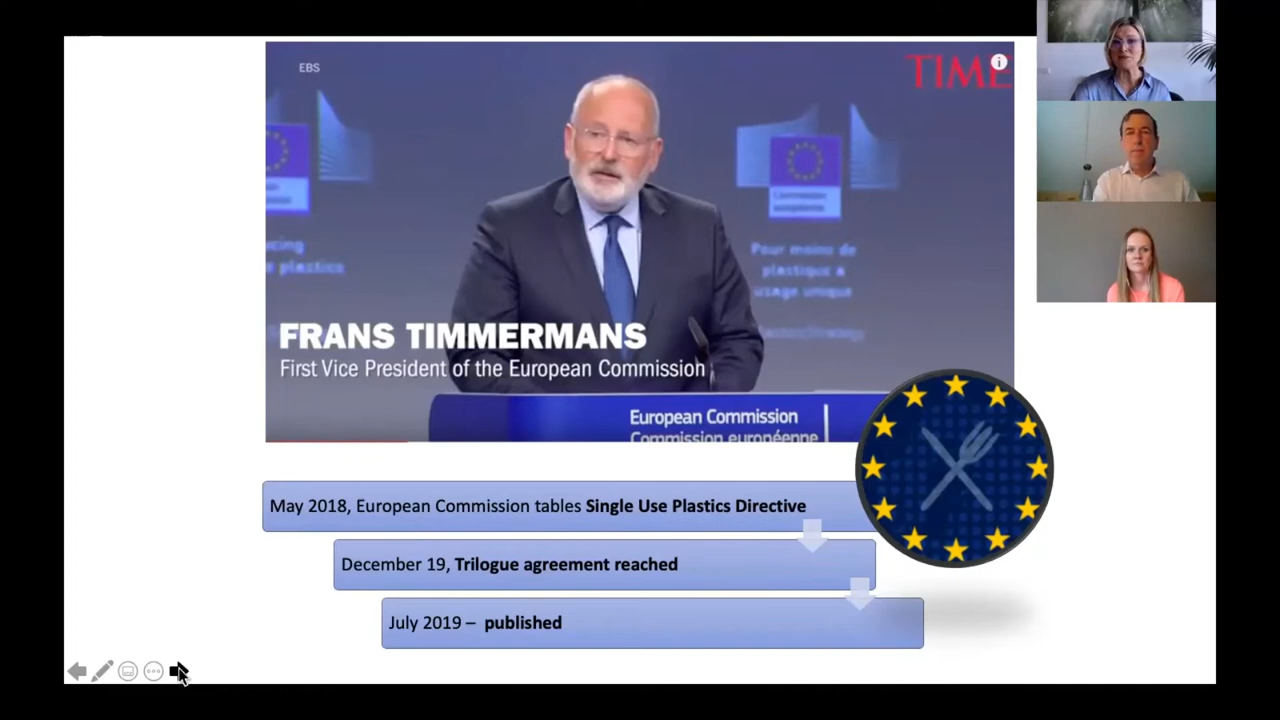 EBS
TIME
ucing
e plastics
Pour moins de
plastique à
usage unique
FRANS TIMMERMANS
First Vice President of the European Commission
European Commission
Commission européenne
May 2018, European Commission tables Single Use Plastics Directive
December 19, Trilogue agreement reached
July 2019 – published